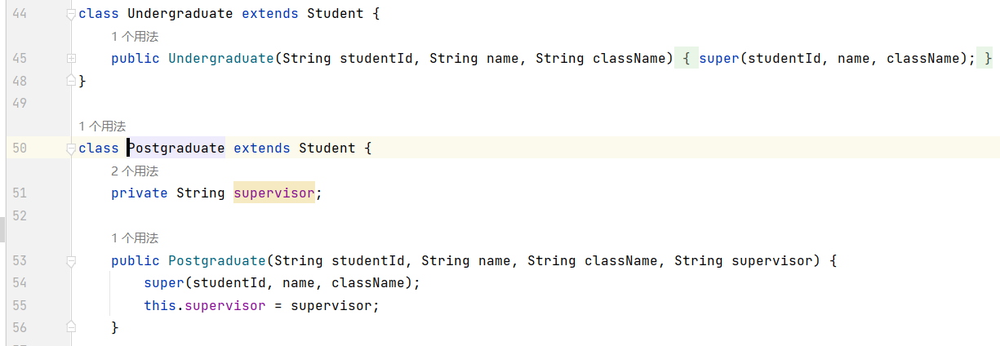 44 class Undergraduate extends Student {
1 个用法
45 public Undergraduate(String studentId, String name, String className) { super(studentId, name, className); }
48 }
49
1 个用法
50 class Postgraduate extends Student {
2 个用法
51 private String supervisor;
52
1 个用法
53 public Postgraduate(String studentId, String name, String className, String supervisor) {
54 super(studentId, name, className);
55 this.supervisor = supervisor;
56 }